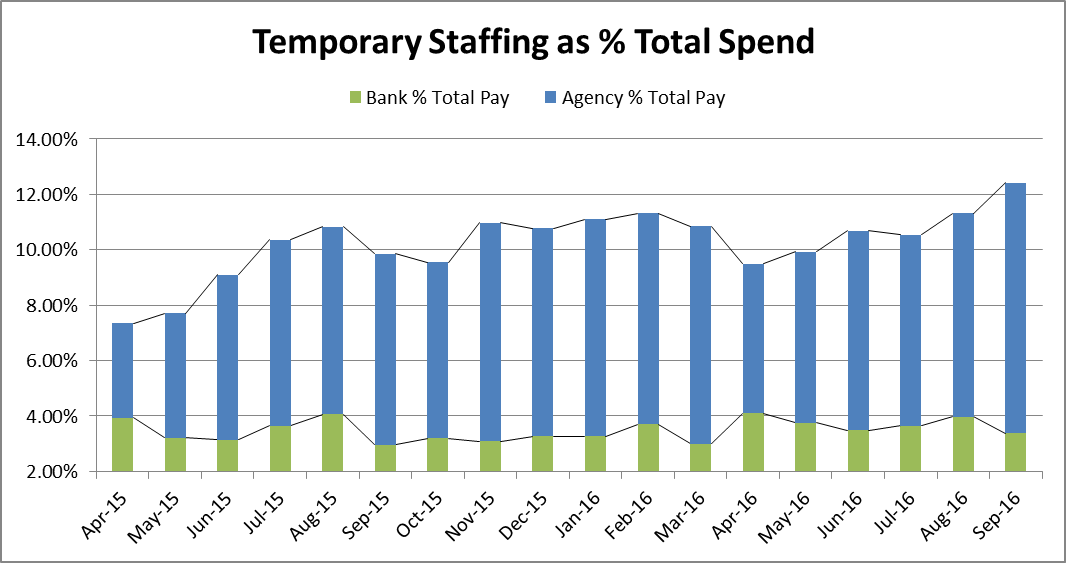 Temporary Staffing as % Total Spend
Bank % Total Pay Agency % Total Pay
14.00%
12.00%
10.00%
8.00%
6.00%
4.00%
2.00%
Apr-15 May-15 Jun-15 Jul-15 Aug-15 Sep-15 Oct-15 Nov-15 Dec-15 Jan-16 Feb-16 Mar-16 Apr-16 May-16 Jun-16 Jul-16 Aug-16 Sep-16